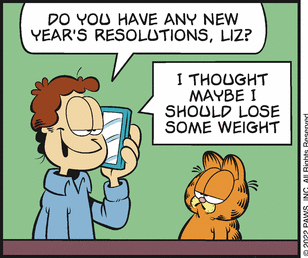 DO YOU HAVE ANY NEW
YEAR'S RESOLUTIONS, LIZ?
I THOUGHT
MAYBE I
SHOULD LOSE
SOME WEIGHT
© 2022 PAWS, INC. All Rights Reserved.